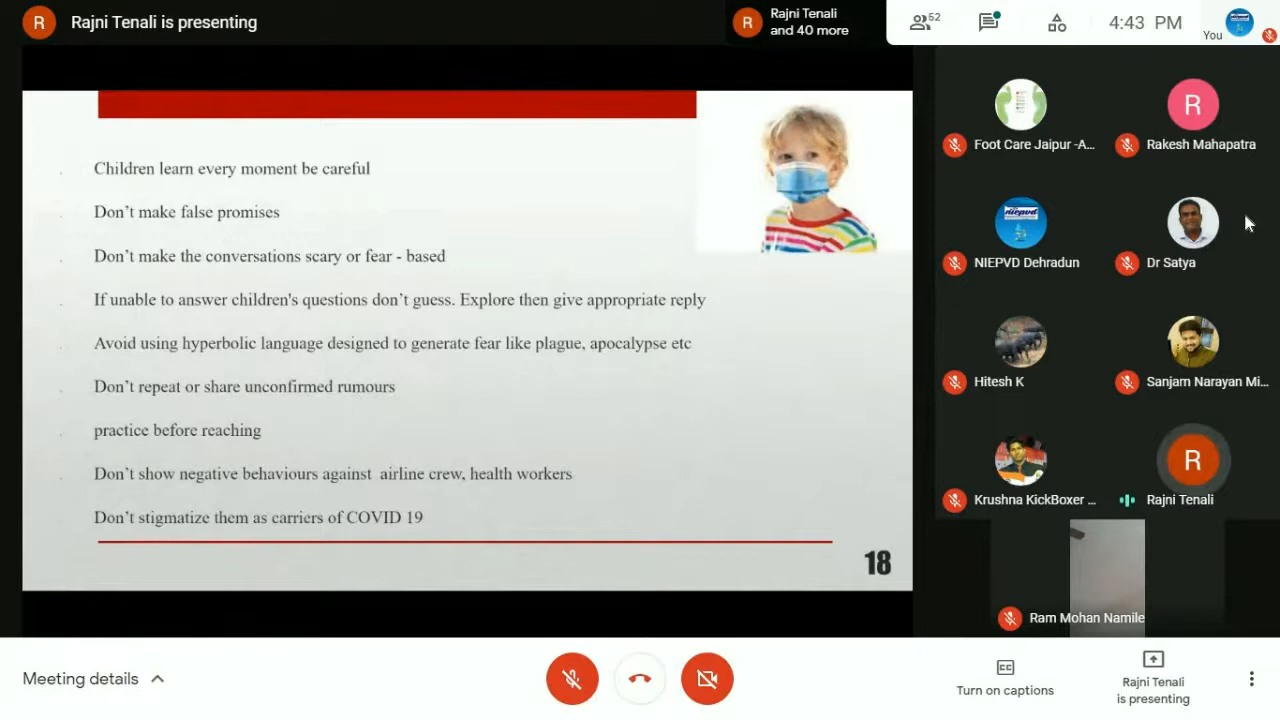 R
Rajni Tenali is presenting
R
Rajni Tenali
and 40 more
52
4:43 PM
You
Children learn every moment be careful
Don't make false promises
Don't make the conversations scary or fear - based
If unable to answer children's questions don't guess. Explore then give appropriate reply
Avoid using hyperbolic language designed to generate fear like plague, apocalypse etc
Don't repeat or share unconfirmed rumours
practice before reaching
Don't show negative behaviours against airline crew, health workers
Don't stigmatize them as carriers of COVID 19
18
R
Foot Care Jaipur -A...
Rakesh Mahapatra
niepvd
NIEPVD Dehradun
Dr Satya
Hitesh K
Sanjam Narayan Mi...
R
Krushna KickBoxer ...
Rajni Tenali
Ram Mohan Namile
Meeting details
CC
Turn on captions
Rajni Tenali
is presenting